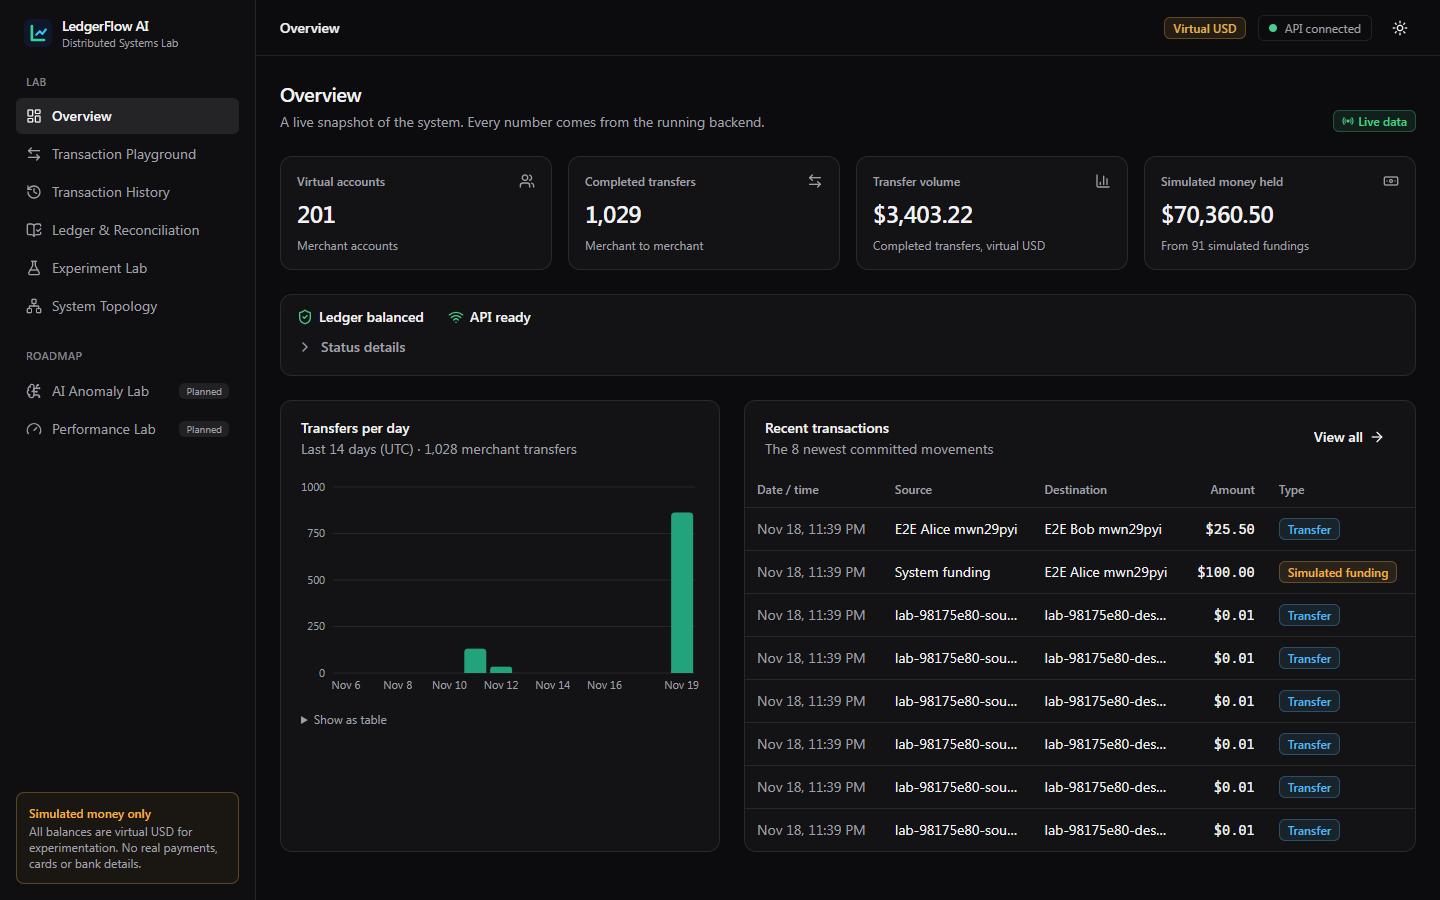 LedgerFlow AI
Distributed Systems Lab
LAB
Overview
Transaction Playground
Transaction History
Ledger & Reconciliation
Experiment Lab
System Topology
ROADMAP
AI Anomaly Lab Planned
Performance Lab Planned
Simulated money only
All balances are virtual USD for
experimentation. No real payments,
cards or bank details.
Overview
Virtual USD
API connected
Overview
A live snapshot of the system. Every number comes from the running backend.
Live data
Virtual accounts
201
Merchant accounts
Completed transfers
1,029
Merchant to merchant
Transfer volume
$3,403.22
Completed transfers, virtual USD
Simulated money held
$70,360.50
From 91 simulated fundings
Ledger balanced API ready
Status details
Transfers per day
Last 14 days (UTC) · 1,028 merchant transfers
1000
750
500
250
0
Nov 6 Nov 8 Nov 10 Nov 12 Nov 14 Nov 16 Nov 19
Show as table
Recent transactions
The 8 newest committed movements
View all
Date / time Source Destination Amount Type
Nov 18, 11:39 PM E2E Alice mwn29pyi E2E Bob mwn29pyi $25.50 Transfer
Nov 18, 11:39 PM System funding E2E Alice mwn29pyi $100.00 Simulated funding
Nov 18, 11:39 PM lab-98175e80-sou... lab-98175e80-des... $0.01 Transfer
Nov 18, 11:39 PM lab-98175e80-sou... lab-98175e80-des... $0.01 Transfer
Nov 18, 11:39 PM lab-98175e80-sou... lab-98175e80-des... $0.01 Transfer
Nov 18, 11:39 PM lab-98175e80-sou... lab-98175e80-des... $0.01 Transfer
Nov 18, 11:39 PM lab-98175e80-sou... lab-98175e80-des... $0.01 Transfer
Nov 18, 11:39 PM lab-98175e80-sou... lab-98175e80-des... $0.01 Transfer